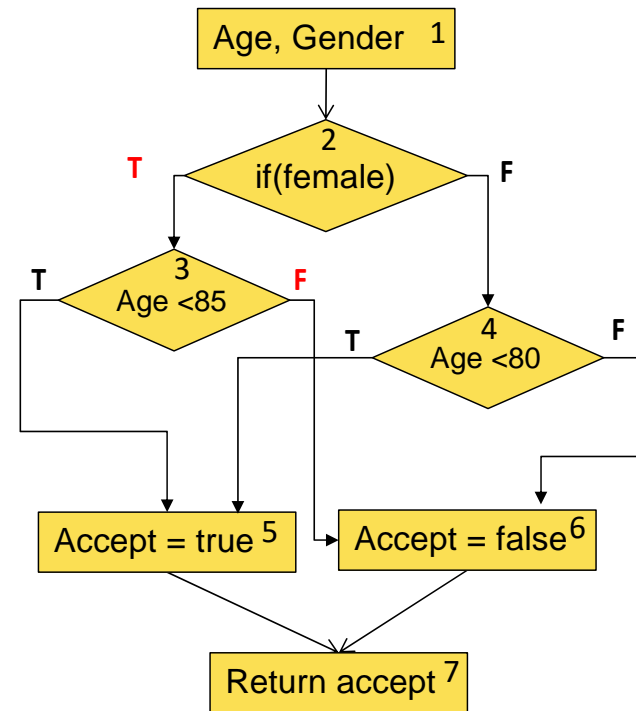 Age, Gender 1
2
if(female)
T
F
3
Age <85
T
F
4
Age <80
T
F
Accept = true 5
Accept = false 6
Return accept 7